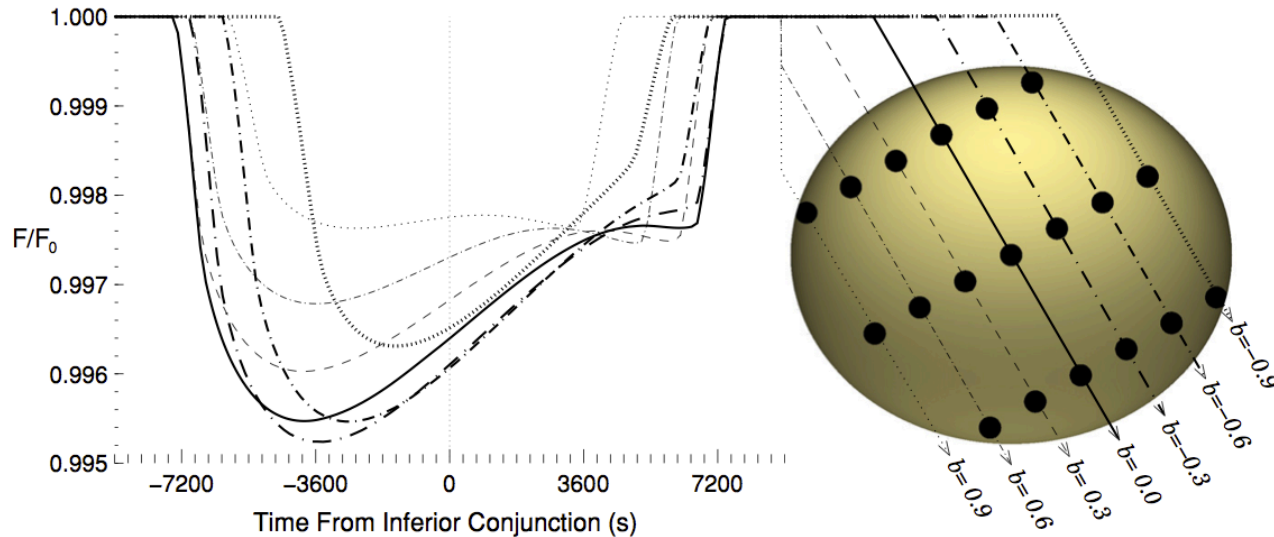 1.000
0.999
0.998
F/F0
0.997
0.996
0.995
−7200 −3600 0 3600 7200
Time From Inferior Conjunction (s)
b=0.9
b=0.6
b=0.3
b=0.0
b=−0.3
b=−0.6
b=−0.9